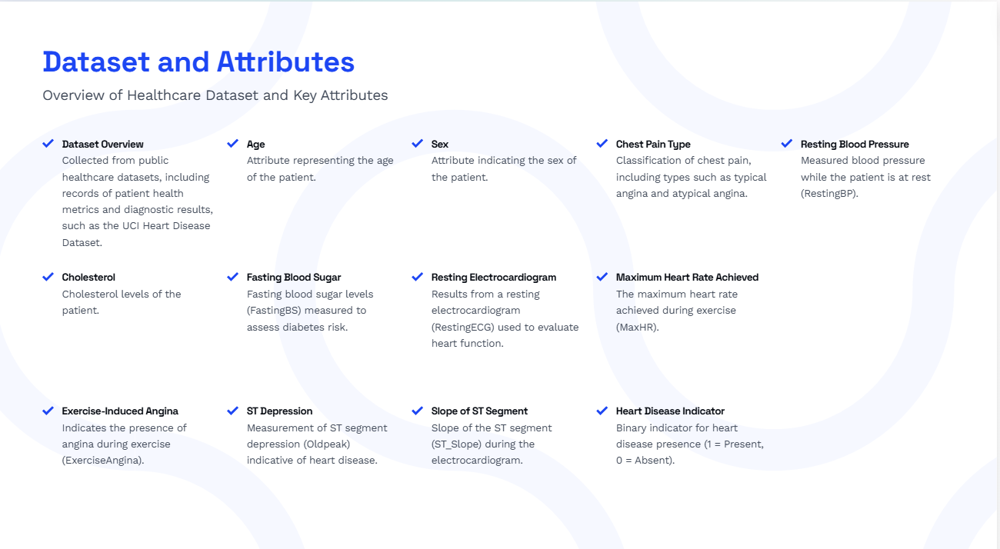 Dataset and Attributes
Overview of Healthcare Dataset and Key Attributes
Dataset Overview
Collected from public
healthcare datasets, including
records of patient health
metrics and diagnostic results,
such as the UCI Heart Disease
Dataset.
Age
Attribute representing the age
of the patient.
Sex
Attribute indicating the sex of
the patient.
Chest Pain Type
Classification of chest pain,
including types such as typical
angina and atypical angina.
Resting Blood Pressure
Measured blood pressure
while the patient is at rest
(RestingBP).
Cholesterol
Cholesterol levels of the
patient.
Fasting Blood Sugar
Fasting blood sugar levels
(FastingBS) measured to
assess diabetes risk.
Resting Electrocardiogram
Results from a resting
electrocardiogram
(RestingECG) used to evaluate
heart function.
Maximum Heart Rate Achieved
The maximum heart rate
achieved during exercise
(MaxHR).
Exercise-Induced Angina
Indicates the presence of
angina during exercise
(ExerciseAngina).
ST Depression
Measurement of ST segment
depression (Oldpeak)
indicative of heart disease.
Slope of ST Segment
Slope of the ST segment
(ST_Slope) during the
electrocardiogram.
Heart Disease Indicator
Binary indicator for heart
disease presence (1 = Present,
0 = Absent).